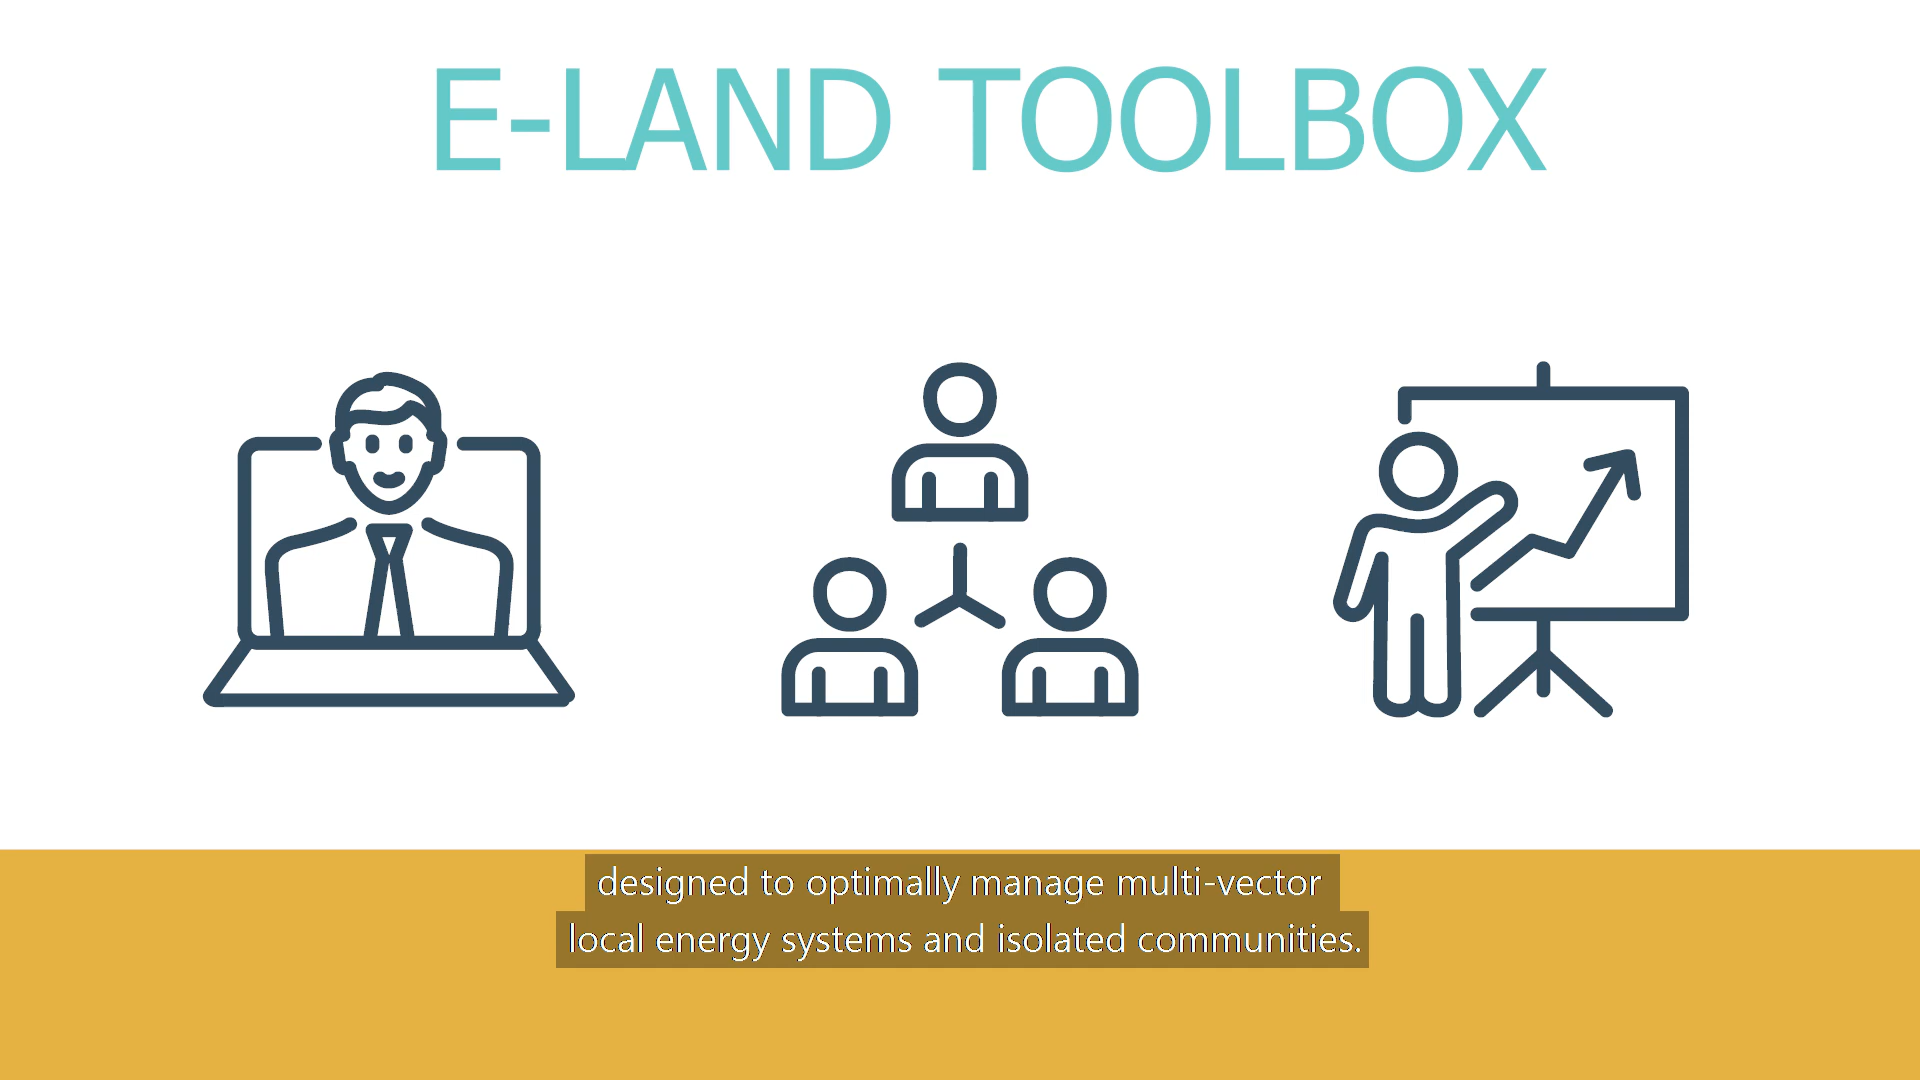 E-LAND TOOLBOX
designed to optimally manage multi-vector
local energy systems and isolated communities.